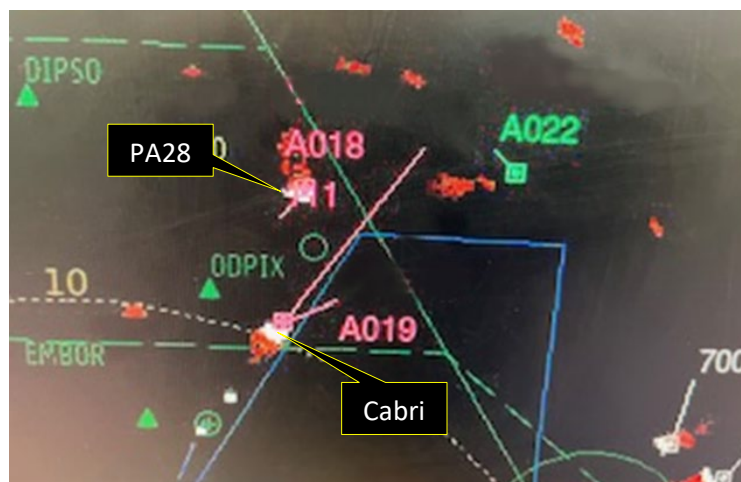 DIPSO
A022
PA28
A018
11
ODPIX
10
A019
EMBOR
700
Cabri